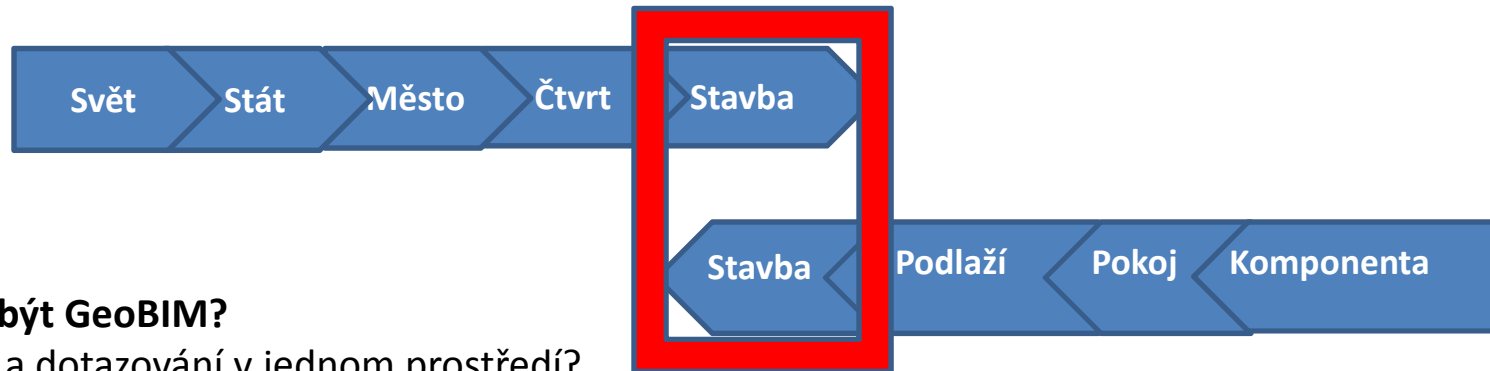 Svět Stát Město Čtvrt Stavba
Stavba Podlaží Pokoj Komponenta
být GeoBIM?
a dotazování v jednom prostředí?